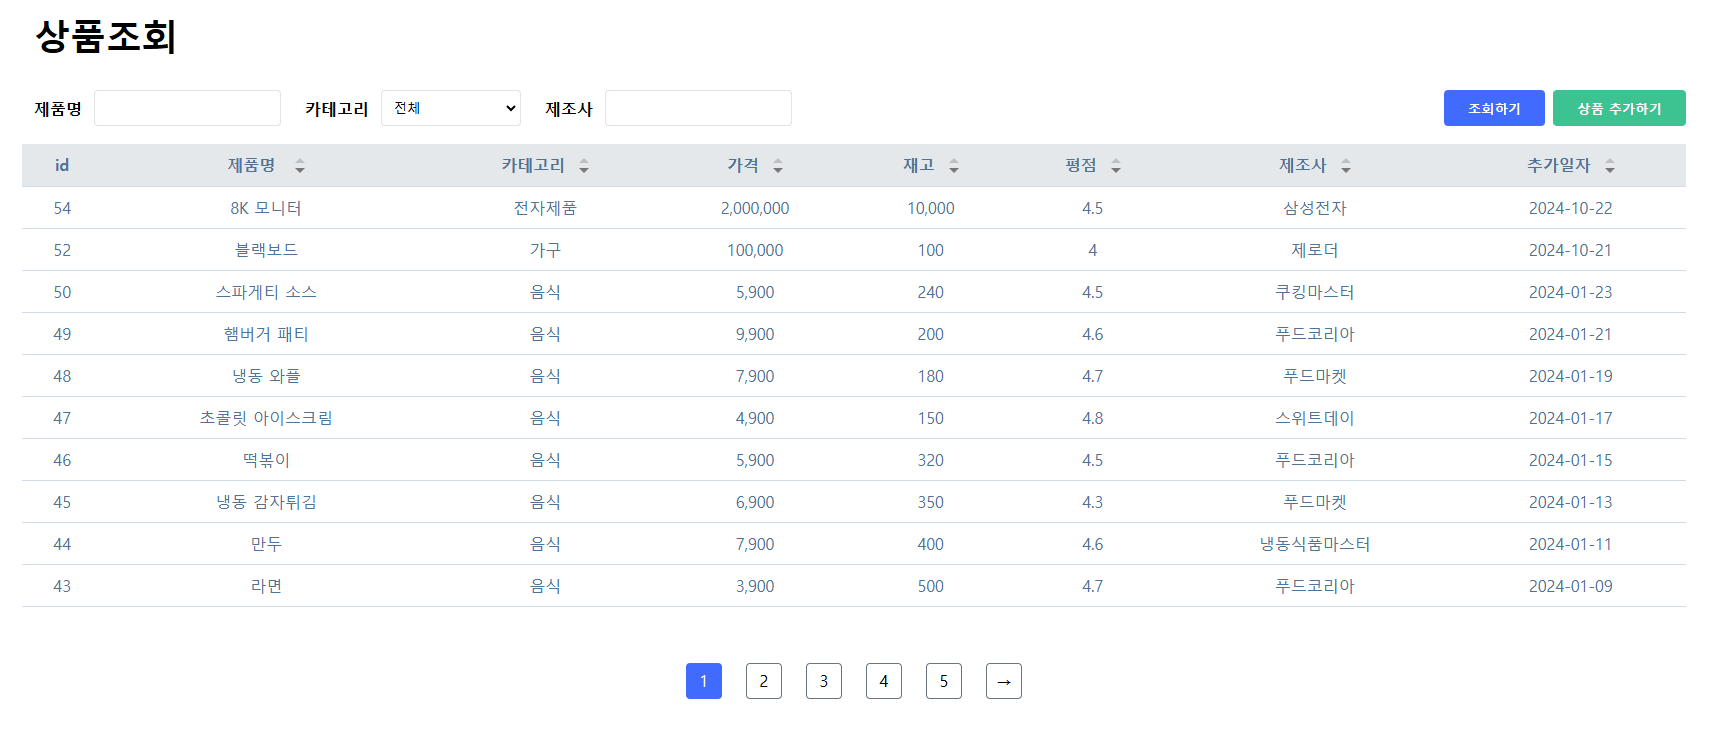 상품조회
제품명 카테고리 전체 제조사 조회하기 상품 추가하기
id 제품명 카테고리 가격 재고 평점 제조사 추가일자
54 8K 모니터 전자제품 2,000,000 10,000 4.5 삼성전자 2024-10-22
52 블랙보드 가구 100,000 100 4 제로더 2024-10-21
50 스파게티 소스 음식 5,900 240 4.5 쿠킹마스터 2024-01-23
49 햄버거 패티 음식 9,900 200 4.6 푸드코리아 2024-01-21
48 냉동 와플 음식 7,900 180 4.7 푸드마켓 2024-01-19
47 초콜릿 아이스크림 음식 4,900 150 4.8 스위트데이 2024-01-17
46 떡볶이 음식 5,900 320 4.5 푸드코리아 2024-01-15
45 냉동 감자튀김 음식 6,900 350 4.3 푸드마켓 2024-01-13
44 만두 음식 7,900 400 4.6 냉동식품마스터 2024-01-11
43 라면 음식 3,900 500 4.7 푸드코리아 2024-01-09
1 2 3 4 5 →